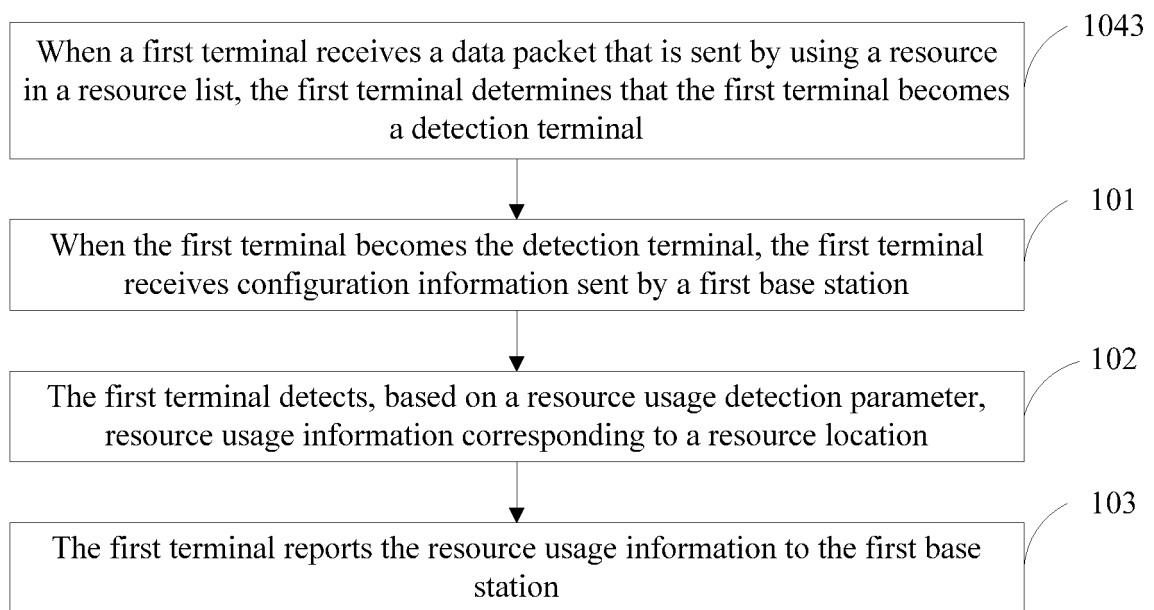 1043
When a first terminal receives a data packet that is sent by using a resource
in a resource list, the first terminal determines that the first terminal becomes
a detection terminal
101
When the first terminal becomes the detection terminal, the first terminal
receives configuration information sent by a first base station
102
The first terminal detects, based on a resource usage detection parameter,
resource usage information corresponding to a resource location
103
The first terminal reports the resource usage information to the first base
station